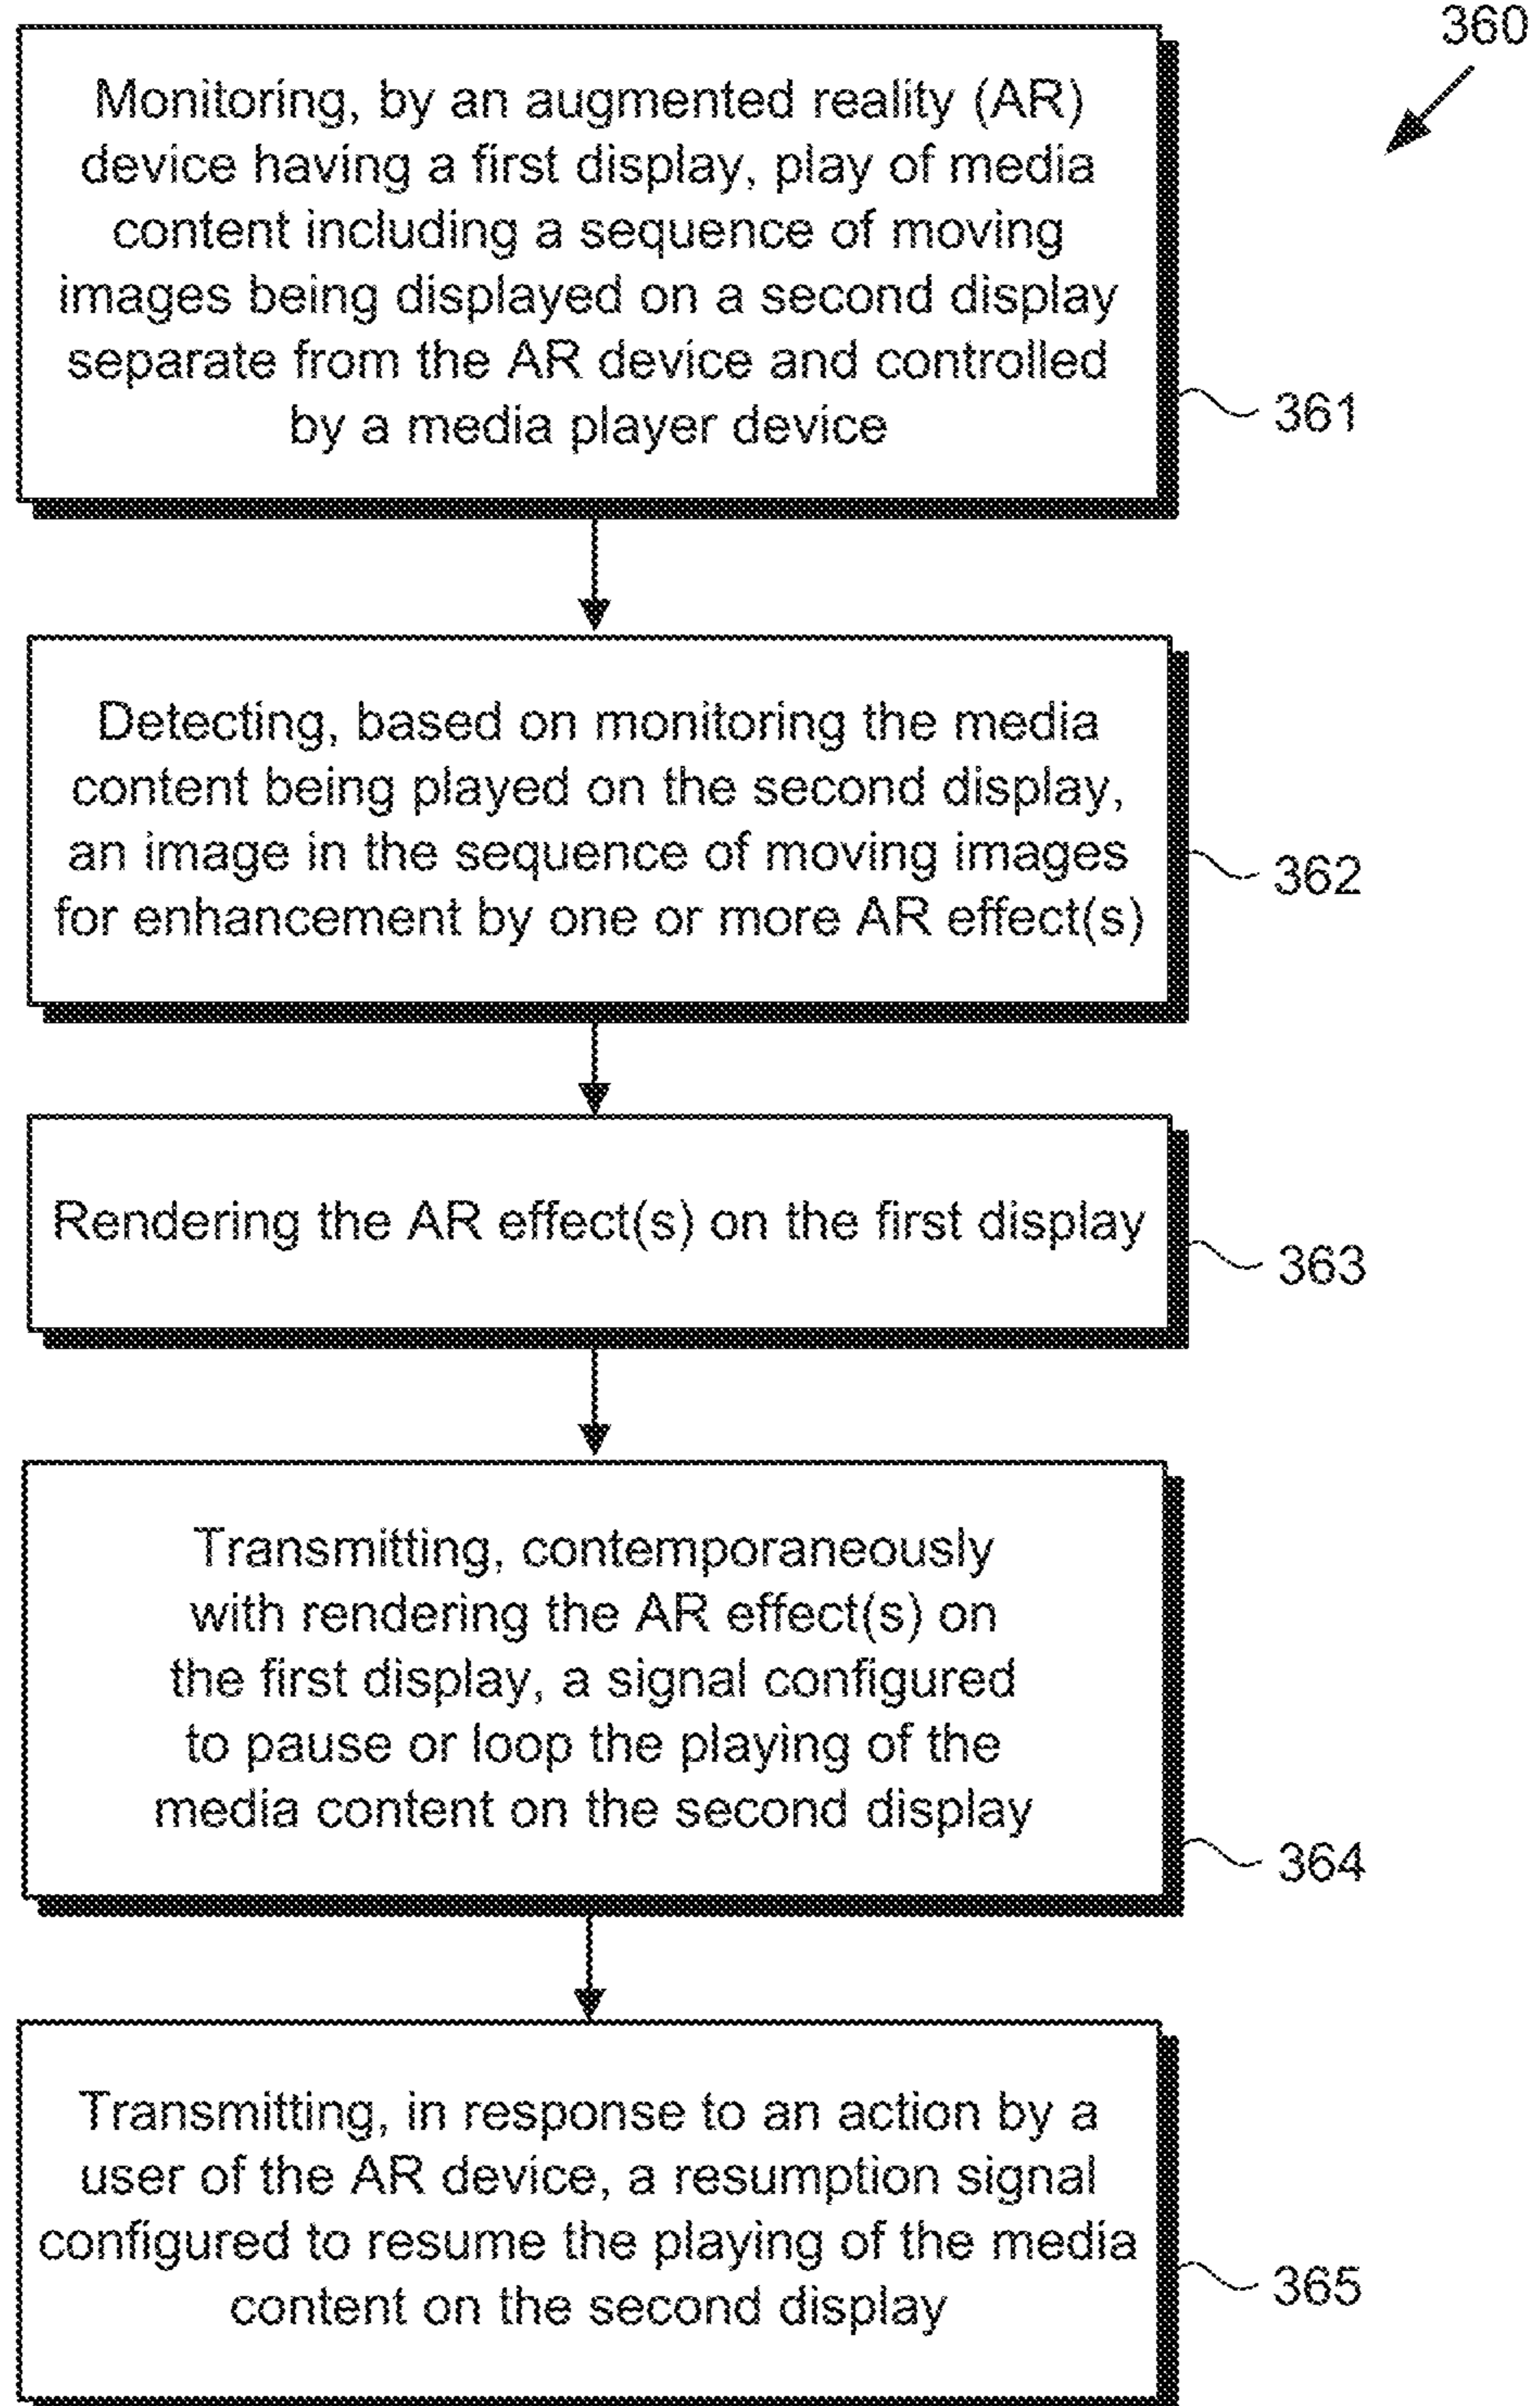 360
Monitoring, by an augmented reality (AR)
device having a first display, play of media
content including a sequence of moving
images being displayed on a second display
separate from the AR device and controlled
by a media player device
361
Detecting, based on monitoring the media
content being played on the second display,
an image in the sequence of moving images
for enhancement by one or more AR effect(s)
362
Rendering the AR effect(s) on the first display
363
Transmitting, contemporaneously
with rendering the AR effect(s) on
the first display, a signal configured
to pause or loop the playing of the
media content on the second display
364
Transmitting, in response to an action by a
user of the AR device, a resumption signal
configured to resume the playing of the media
content on the second display
365